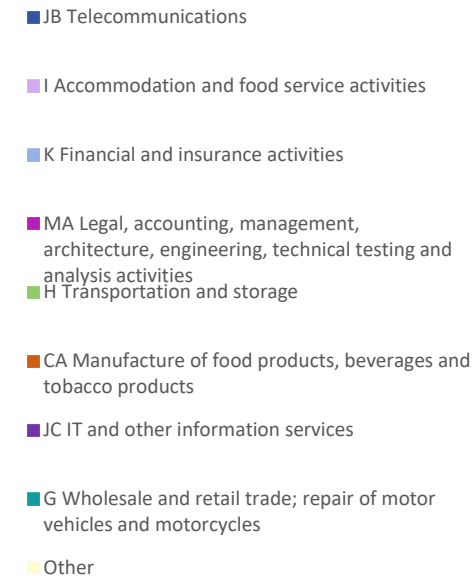 JB Telecommunications
I Accommodation and food service activities
K Financial and insurance activities
MA Legal, accounting, management,
architecture, engineering, technical testing and
analysis activities
H Transportation and storage
CA Manufacture of food products, beverages and
tobacco products
JC IT and other information services
G Wholesale and retail trade; repair of motor
vehicles and motorcycles
Other